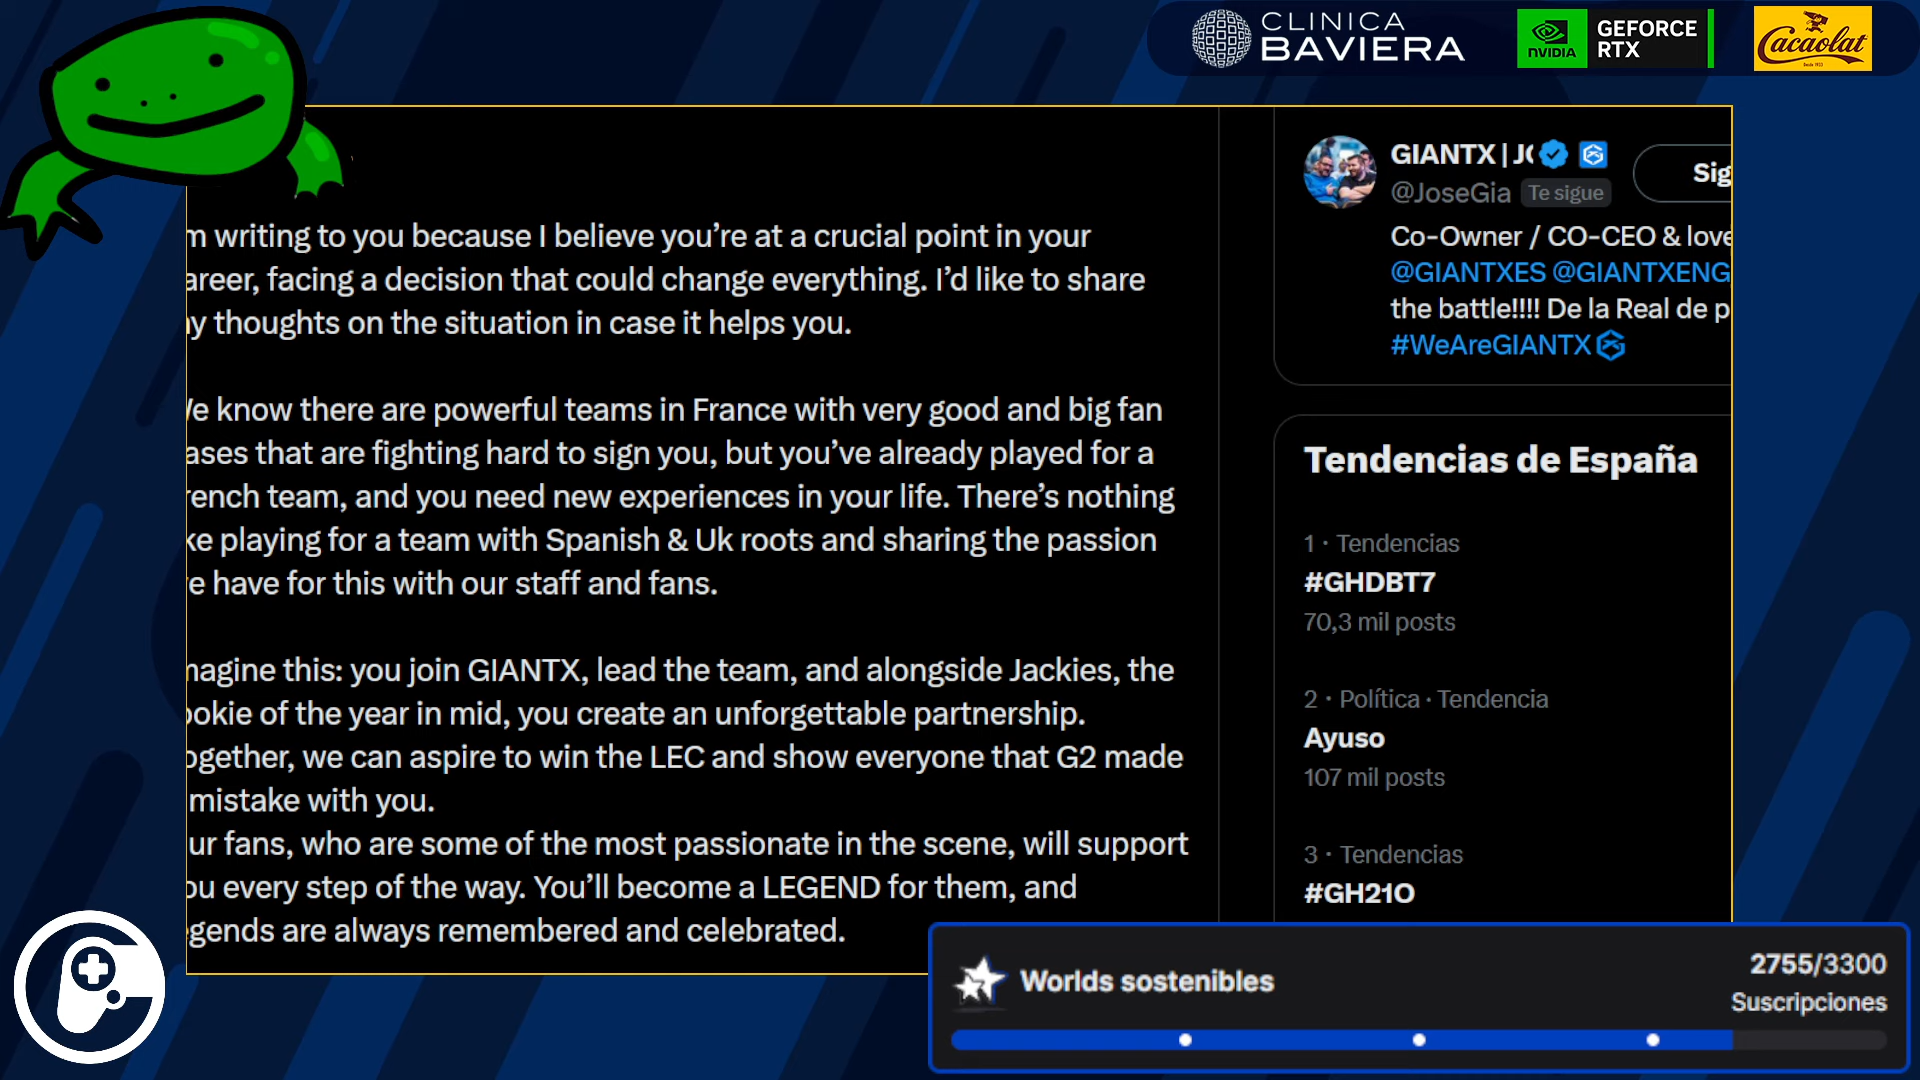 CLINICA
BAVIERA
NVIDIA
GEFORCE
RTX
Cacaolat
m writing to you because I believe you're at a crucial point in your
areer, facing a decision that could change everything. I'd like to share
y thoughts on the situation in case it helps you.
e know there are powerful teams in France with very good and big fan
ases that are fighting hard to sign you, but you've already played for a
rench team, and you need new experiences in your life. There's nothing
ke playing for a team with Spanish & Uk roots and sharing the passion
e have for this with our staff and fans.
magine this: you join GIANTX, lead the team, and alongside Jackies, the
ookie of the year in mid, you create an unforgettable partnership.
ogether, we can aspire to win the LEC and show everyone that G2 made
mistake with you.
ur fans, who are some of the most passionate in the scene, will support
ou every step of the way. You'll become a LEGEND for them, and
egends are always remembered and celebrated.
GIANTX | J
@JoseGia Te sigue
Sig
Co-Owner / CO-CEO & love
@GIANTXES @GIANTXENG
the battle!!!! De la Real de p
#WeAreGIANTX
Tendencias de España
1 · Tendencias
#GHDBT7
70,3 mil posts
2 · Política · Tendencia
Ayuso
107 mil posts
3 · Tendencias
#GH21O
Worlds sostenibles
2755/3300
Suscripciones